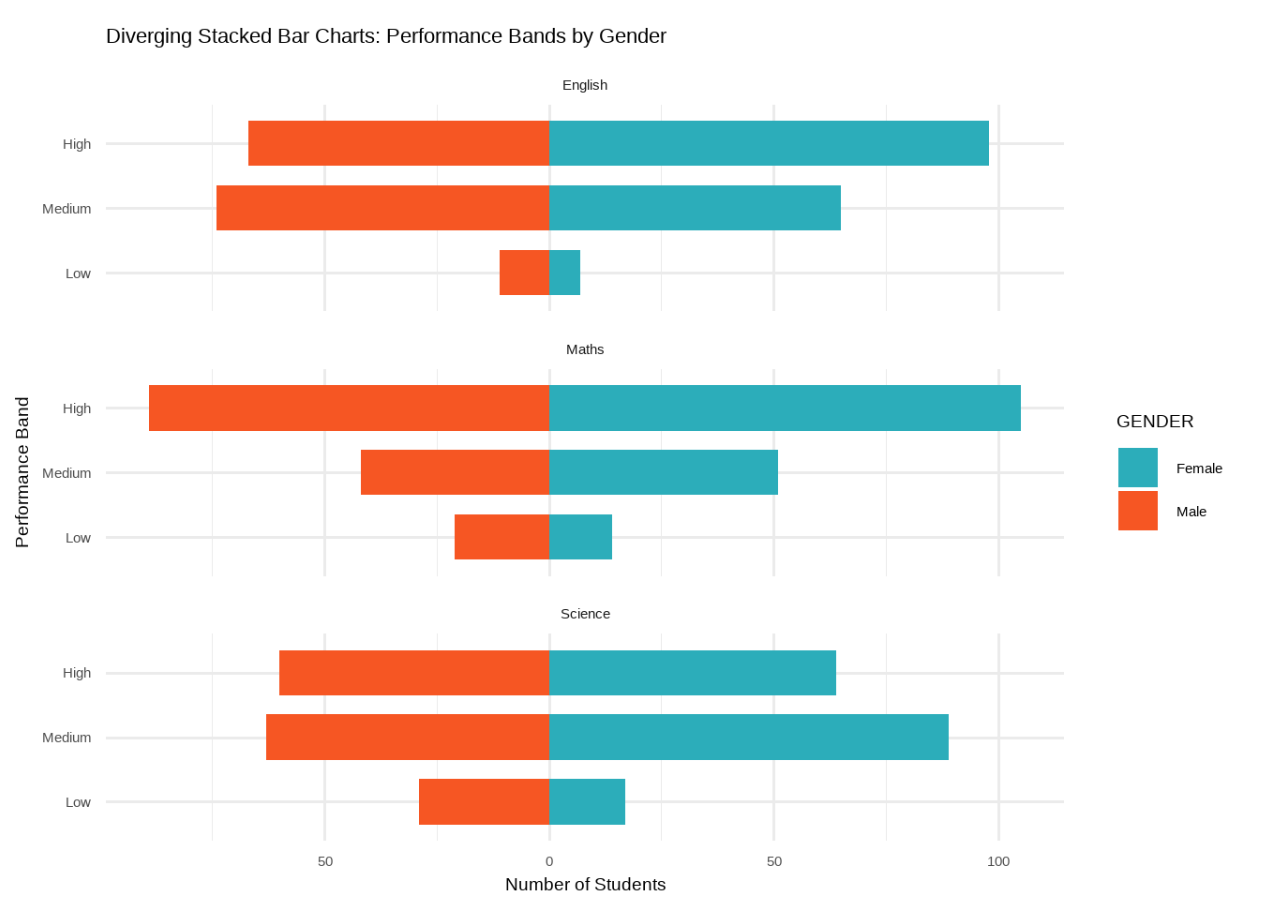 Diverging Stacked Bar Charts: Performance Bands by Gender
English
High
Medium
Low
Maths
High
Medium
Low
Science
High
Medium
Low
50 0 50 100
Number of Students
Performance Band
GENDER
Female
Male